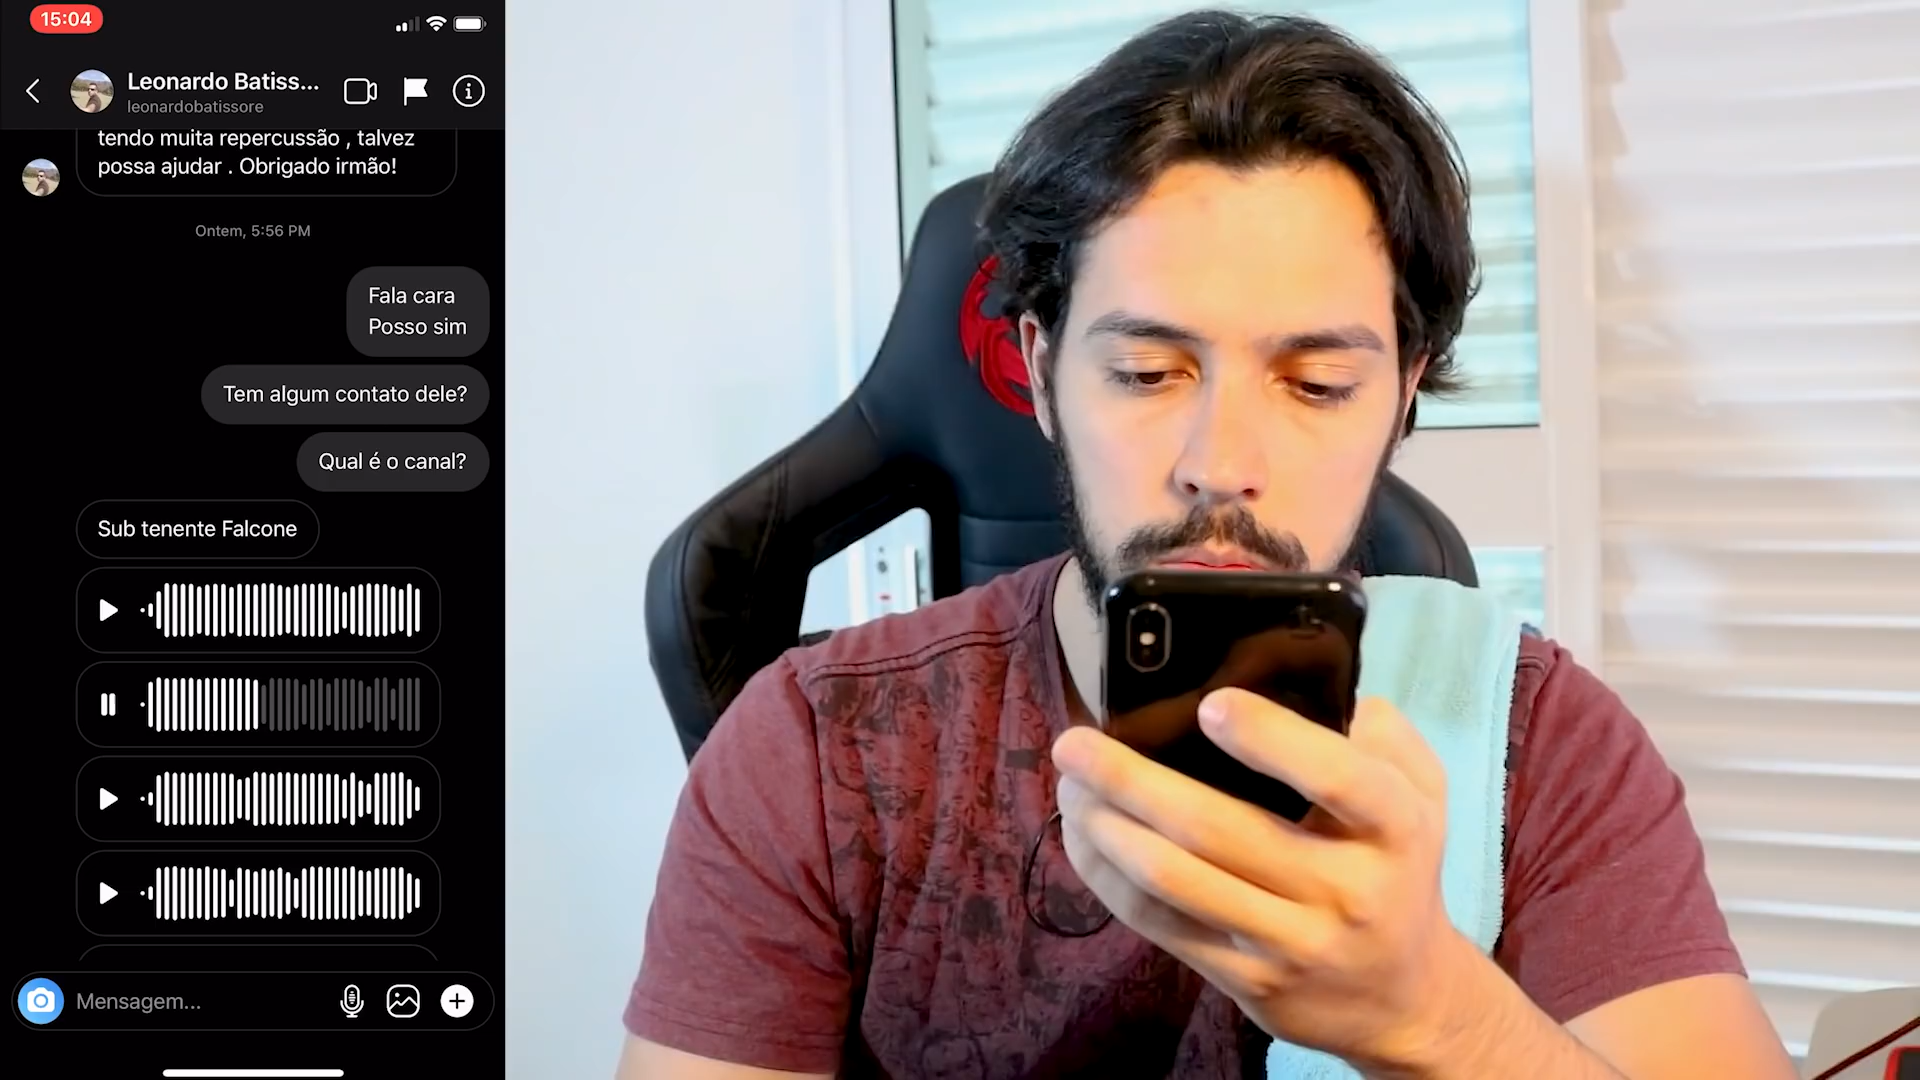 15:04
Leonardo Batiss...
leonardobatissore
tendo muita repercussão , talvez
possa ajudar . Obrigado irmão!
Ontem, 5:56 PM
Fala cara
Posso sim
Tem algum contato dele?
Qual é o canal?
Sub tenente Falcone
Mensagem...